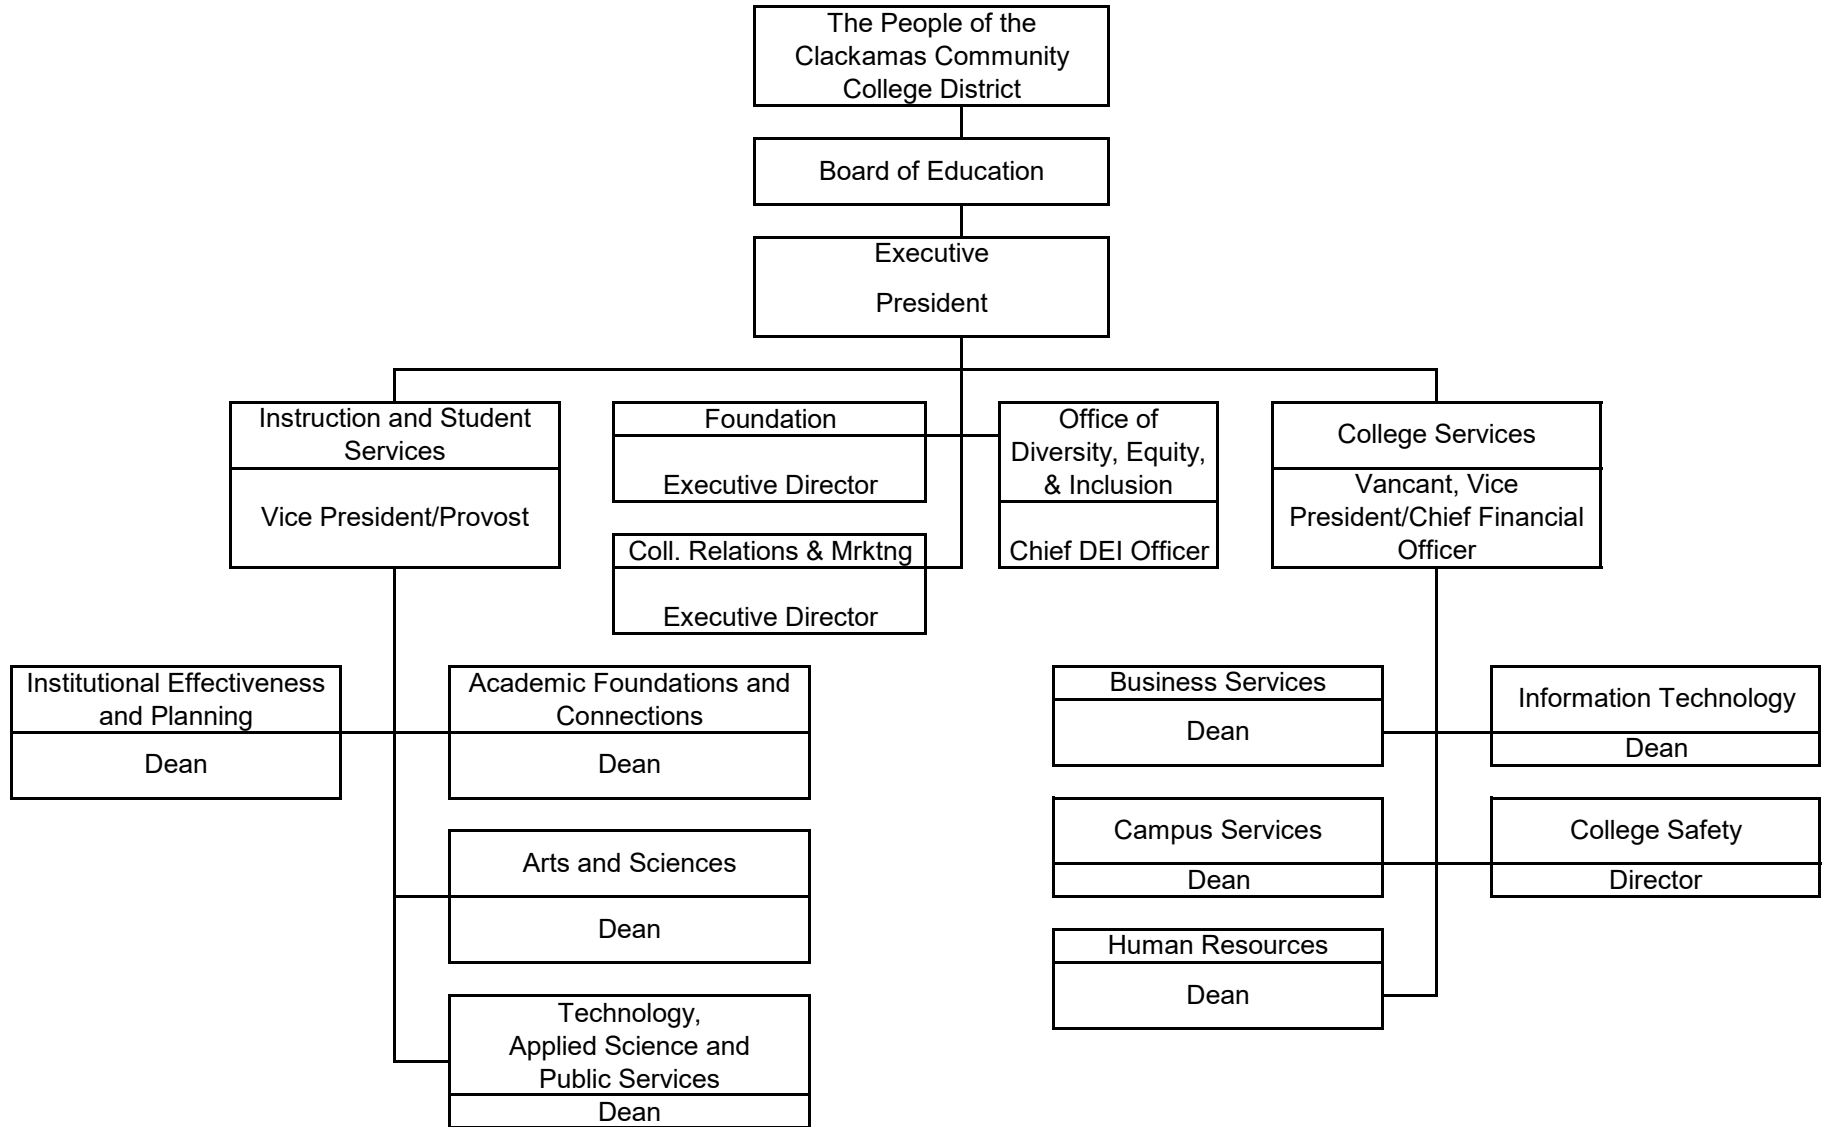 The People of the
Clackamas Community
College District
Board of Education
Executive
President
Instruction and Student
Services
Vice President/Provost
Foundation
Executive Director
Coll. Relations & Mrktng
Executive Director
Office of
Diversity, Equity,
& Inclusion
Chief DEI Officer
College Services
Vancant, Vice
President/Chief Financial
Officer
Institutional Effectiveness
and Planning
Dean
Academic Foundations and
Connections
Dean
Arts and Sciences
Dean
Technology,
Applied Science and
Public Services
Dean
Business Services
Dean
Information Technology
Dean
Campus Services
Dean
College Safety
Director
Human Resources
Dean